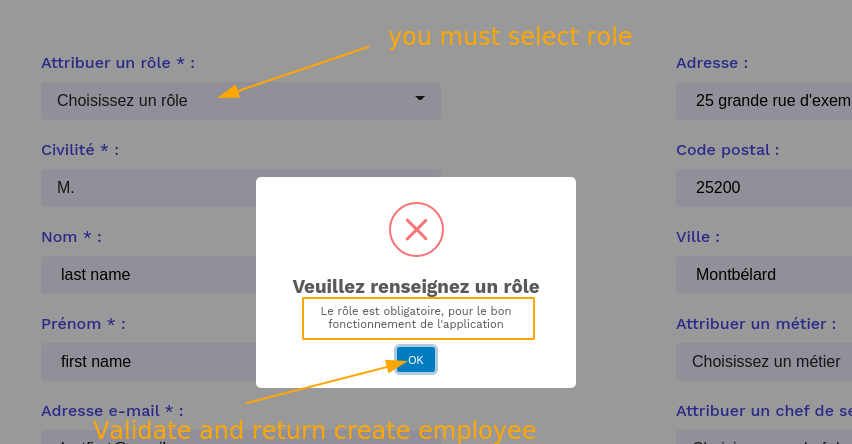 you must select role
Attribuer un rôle * :
Adresse :
Choisissez un rôle
25 grande rue d'exem
Civilité * :
Code postal :
M.
25200
Nom * :
Ville :
last name
Montbélard
Veuillez renseignez un rôle
Le rôle est obligatoire, pour le bon
fonctionnement de l'application
Prénom * :
Attribuer un métier :
first name
OK
Choisissez un métier
Adresse e-mail * :
Attribuer un chef de se
Validate and return create employee